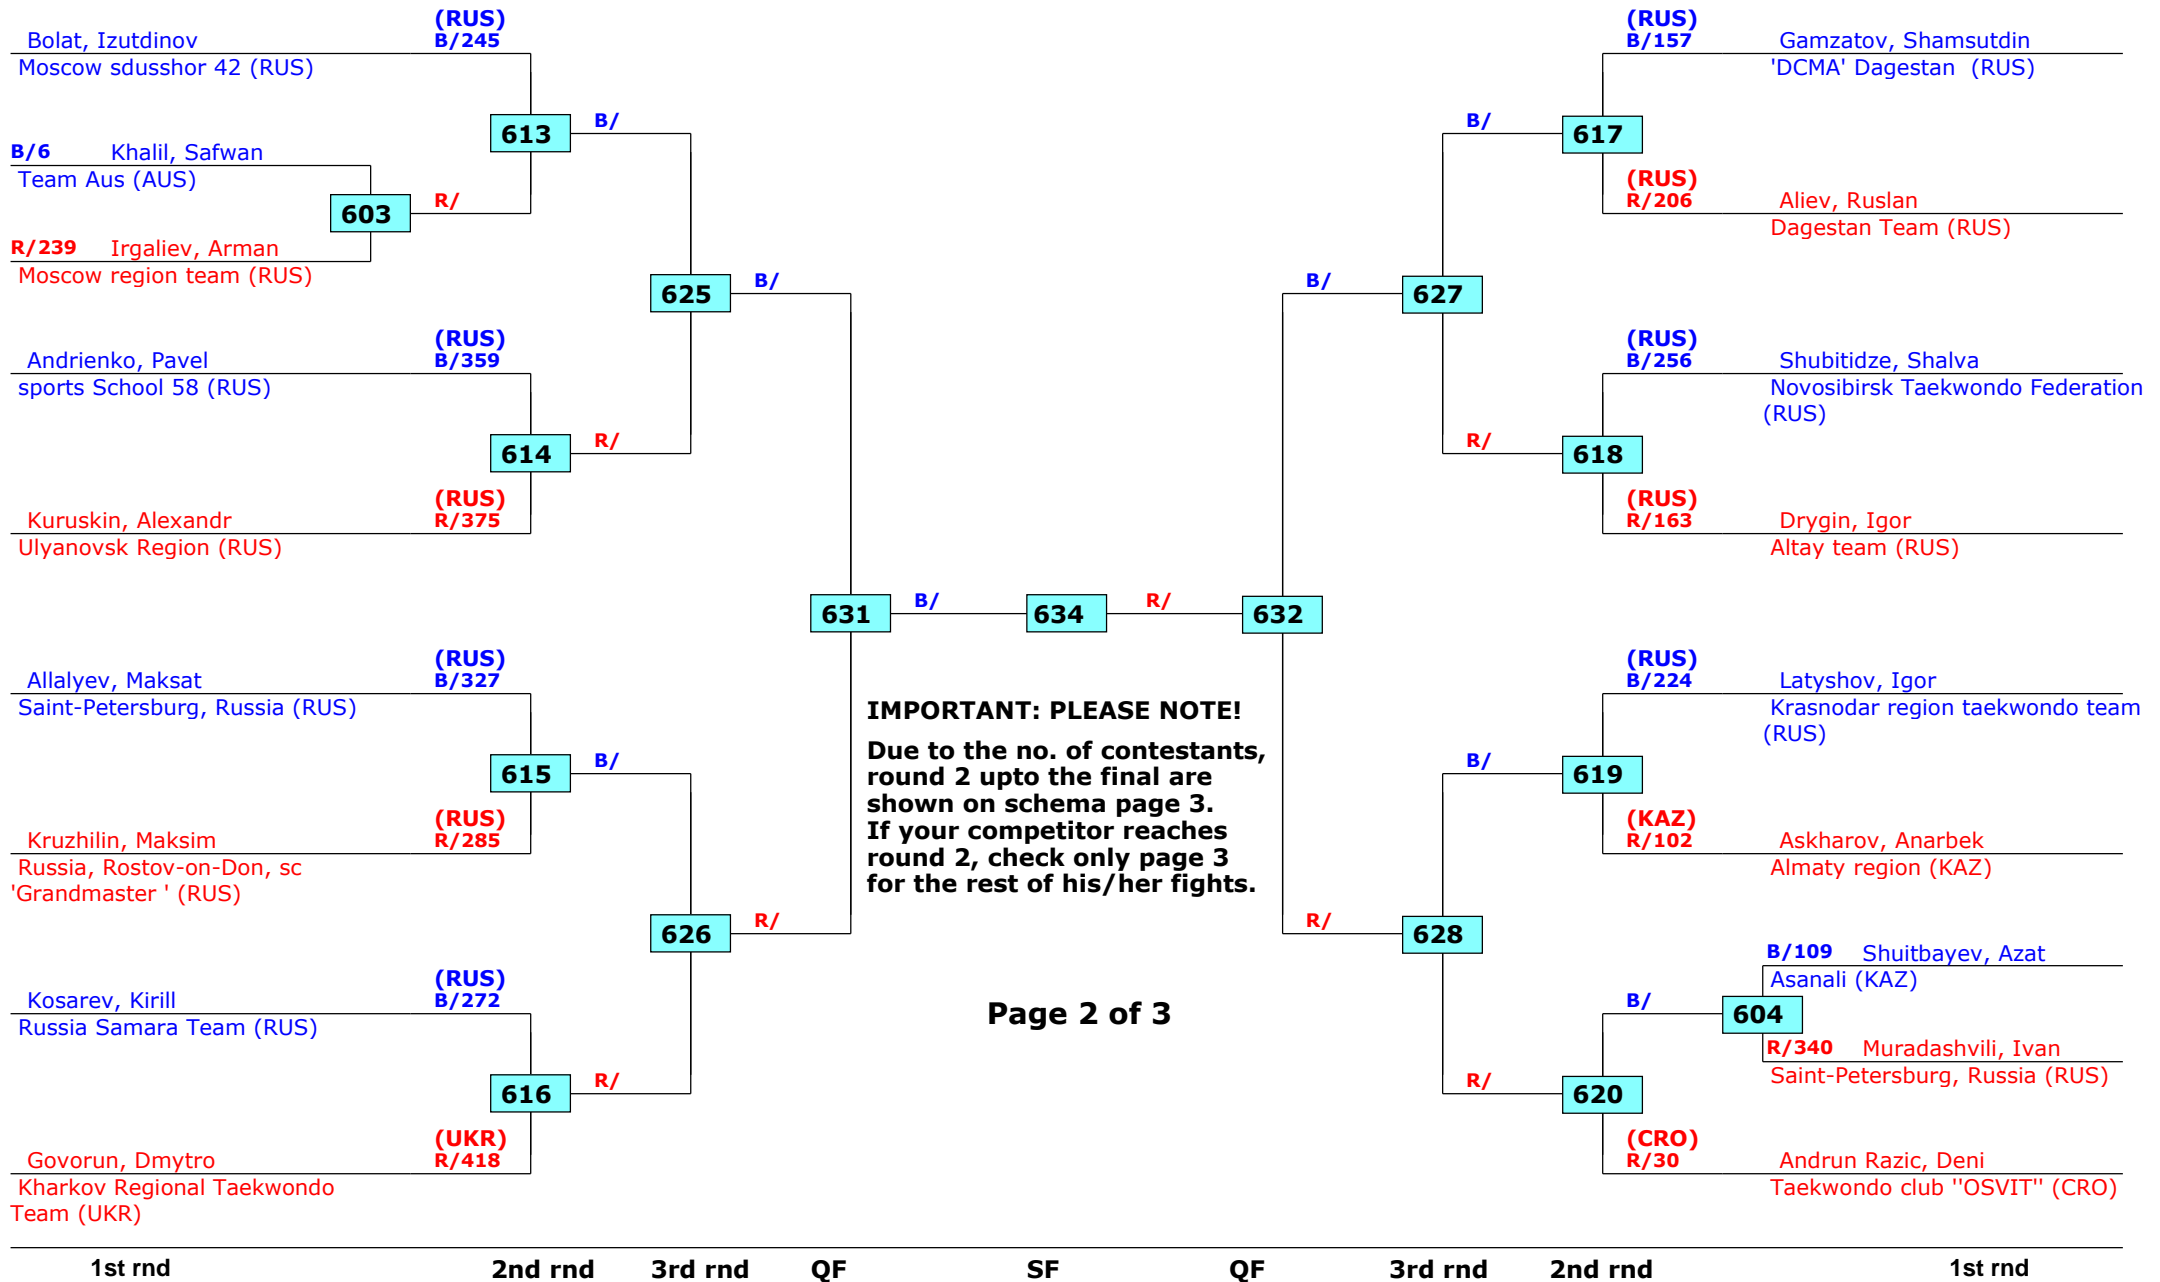 (RUS)
Bolat, Izutdinov B/245
Moscow sdusshor 42 (RUS)
613 B/
B/6 Khalil, Safwan
Team Aus (AUS)
603 R/
R/239 Irgaliev, Arman
Moscow region team (RUS)
625 B/
(RUS)
Andrienko, Pavel B/359
sports School 58 (RUS)
614 R/
(RUS)
Kuruskin, Alexandr R/375
Ulyanovsk Region (RUS)
631 B/
(RUS)
Allalyev, Maksat B/327
Saint-Petersburg, Russia (RUS)
615 B/
(RUS)
Kruzhilin, Maksim R/285
Russia, Rostov-on-Don, sc
'Grandmaster ' (RUS)
626 R/
(RUS)
Kosarev, Kirill B/272
Russia Samara Team (RUS)
616 R/
(UKR)
Govorun, Dmytro R/418
Kharkov Regional Taekwondo
Team (UKR)
634
IMPORTANT: PLEASE NOTE!
Due to the no. of contestants,
round 2 upto the final are
shown on schema page 3.
If your competitor reaches
round 2, check only page 3
for the rest of his/her fights.
Page 2 of 3
(RUS)
B/157 Gamzatov, Shamsutdin
'DCMA' Dagestan (RUS)
B/ 617
(RUS)
R/206 Aliev, Ruslan
Dagestan Team (RUS)
B/ 627
(RUS)
B/256 Shubitidze, Shalva
Novosibirsk Taekwondo Federation
(RUS)
R/ 618
(RUS)
R/163 Drygin, Igor
Altay team (RUS)
R/ 632
(RUS)
B/224 Latyshov, Igor
Krasnodar region taekwondo team
(RUS)
B/ 619
(KAZ)
R/102 Askharov, Anarbek
Almaty region (KAZ)
R/ 628
B/109 Shuitbayev, Azat
Asanali (KAZ)
B/ 604
R/340 Muradashvili, Ivan
Saint-Petersburg, Russia (RUS)
R/ 620
(CRO)
R/30 Andrun Razic, Deni
Taekwondo club ''OSVIT'' (CRO)
1st rnd 2nd rnd 3rd rnd QF SF QF 3rd rnd 2nd rnd 1st rnd